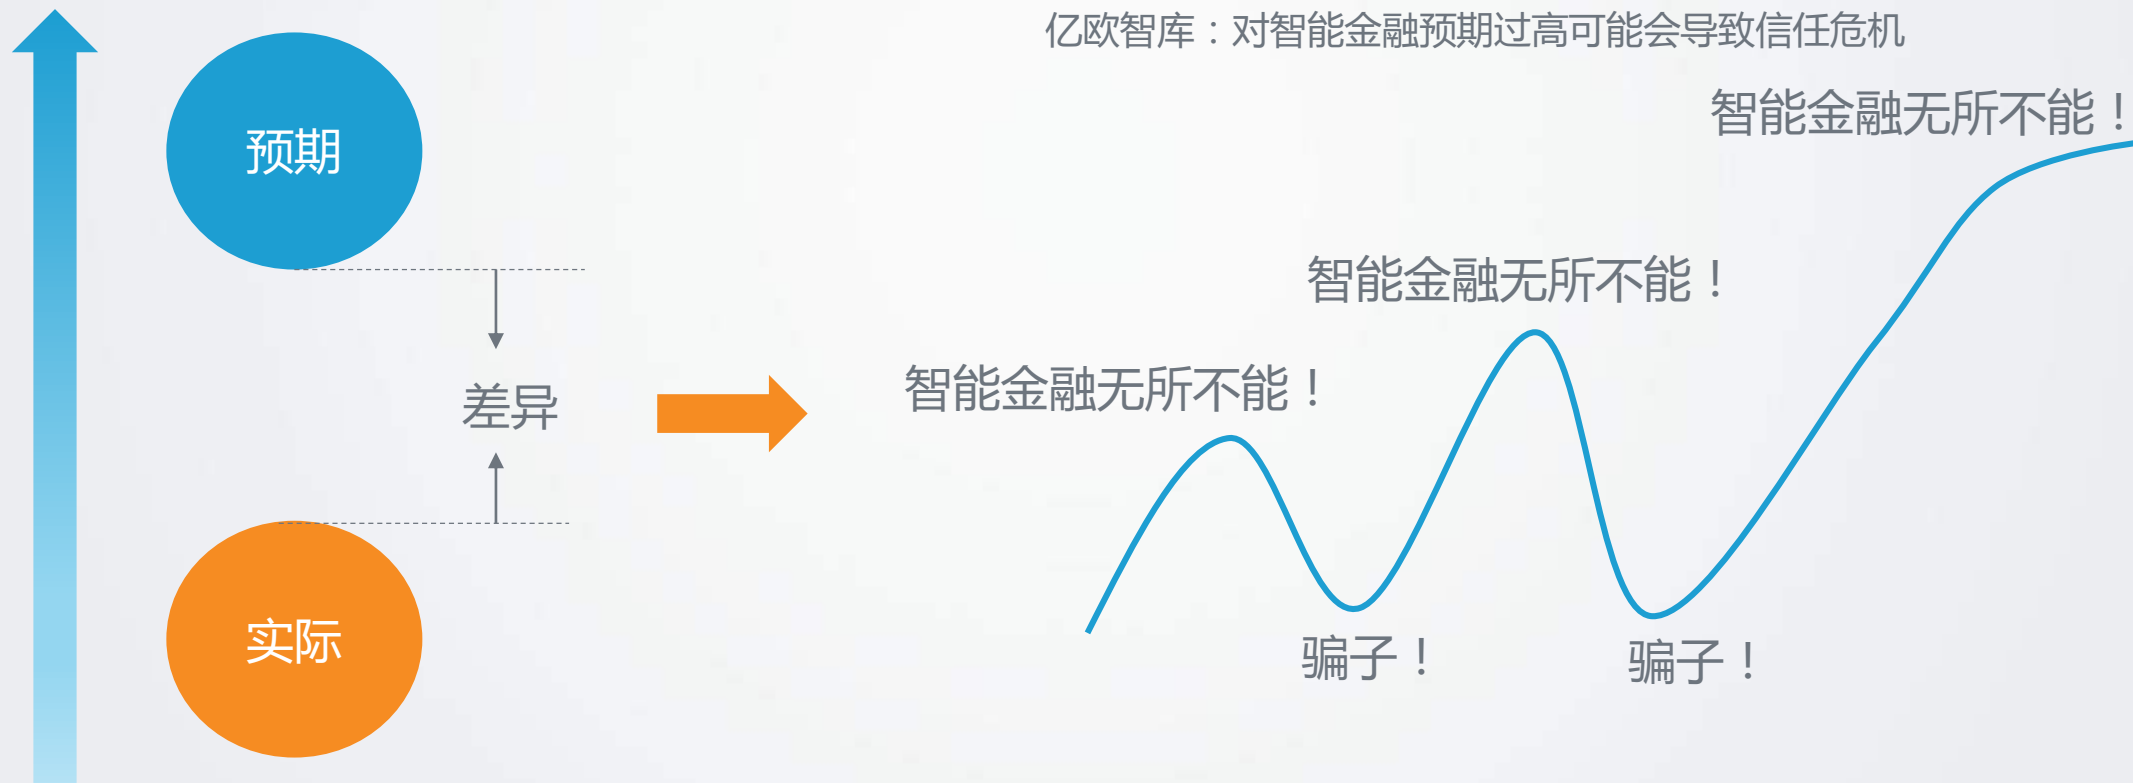 亿欧智库：对智能金融预期过高可能会导致信任危机
智能金融无所不能！
预期
智能金融无所不能！
智能金融无所不能！
差异
实际
骗子！
骗子！